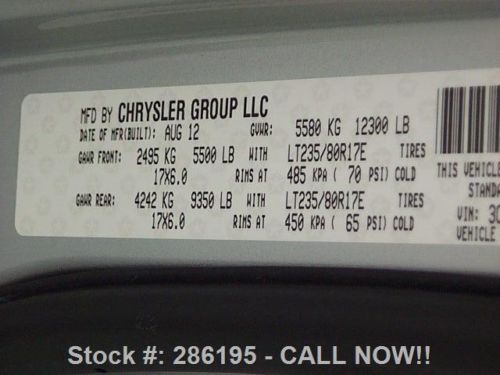 MFD BY CHRYSLER GROUP LLC
DATE OF MFR(BUILT): AUG 12 GVWR: 5580 KG 12300 LB
GAWR FRONT: 2495 KG 5500 LB WITH LT235/80R17E TIRES
17X6.0 RIMS AT 485 KPA ( 70 PSI) COLD
GAWR REAR: 4242 KG 9350 LB WITH LT235/80R17E TIRES
17X6.0 RIMS AT 450 KPA ( 65 PSI) COLD
THIS VEHICLE
STANDA
VIN: 3C
VEHICLE
Stock #: 286195 - CALL NOW!!